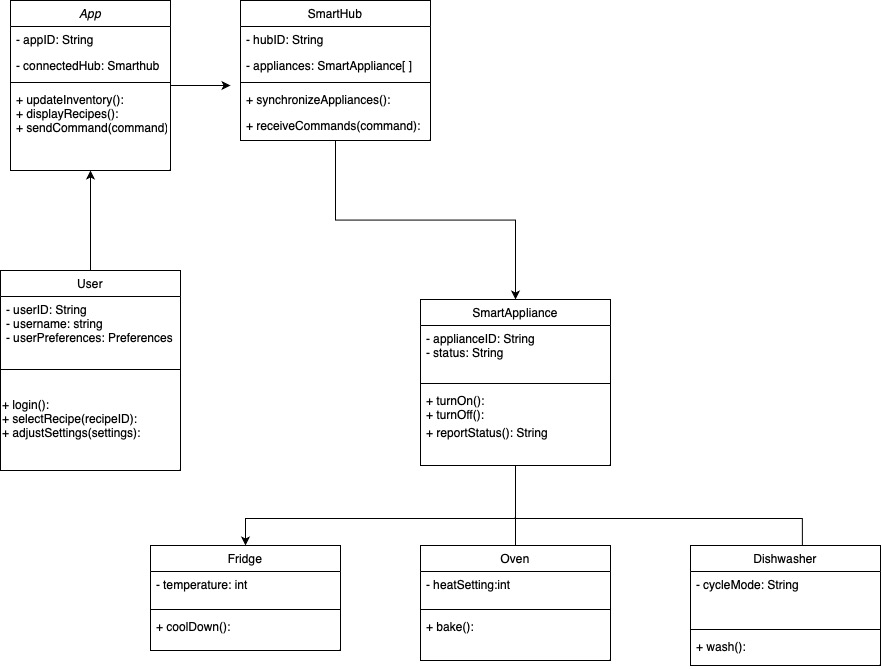 App
- appID: String
- connectedHub: Smarthub
+ updateInventory():
+ displayRecipes():
+ sendCommand(command)
SmartHub
- hubID: String
- appliances: SmartAppliance[ ]
+ synchronizeAppliances():
+ receiveCommands(command):
User
- userID: String
- username: string
- userPreferences: Preferences
+ login():
+ selectRecipe(recipeID):
+ adjustSettings(settings):
SmartAppliance
- applianceID: String
- status: String
+ turnOn():
+ turnOff():
+ reportStatus(): String
Fridge
- temperature: int
+ coolDown():
Oven
- heatSetting:int
+ bake():
Dishwasher
- cycleMode: String
+ wash():